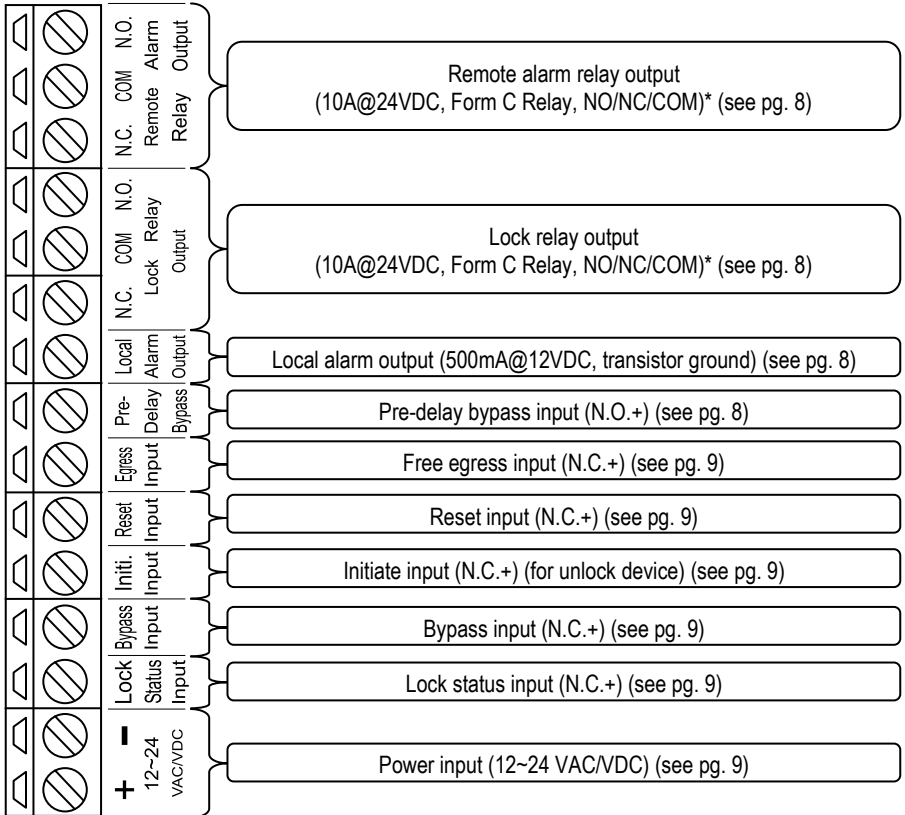 N.C. COM N.O.
Remote Alarm
Relay Output
Remote alarm relay output
(10A@24VDC, Form C Relay, NO/NC/COM)* (see pg. 8)
N.C. COM N.O.
Lock Relay
Output
Lock relay output
(10A@24VDC, Form C Relay, NO/NC/COM)* (see pg. 8)
Local
Alarm
Output
Local alarm output (500mA@12VDC, transistor ground) (see pg. 8)
Pre-
Delay
Bypass
Pre-delay bypass input (N.O.+) (see pg. 8)
Egress
Input
Free egress input (N.C.+) (see pg. 9)
Reset
Input
Reset input (N.C.+) (see pg. 9)
Initi.
Input
Initiate input (N.C.+) (for unlock device) (see pg. 9)
Bypass
Input
Bypass input (N.C.+) (see pg. 9)
Lock
Status
Input
Lock status input (N.C.+) (see pg. 9)
+ −
12~24
VAC/VDC
Power input (12~24 VAC/VDC) (see pg. 9)